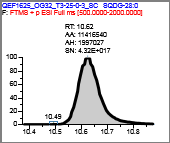 QEF1625_OG32_T3-25-0-3_SC SQDG-28:0
F: FTMS + p ESI Full ms [500.0000-2000.0000]
RT: 10.62
AA: 11416540
AH: 1997027
SN: 4.32E+017
100
80
60
40
20
0
10.49
10.4 10.5 10.6 10.7 10.8